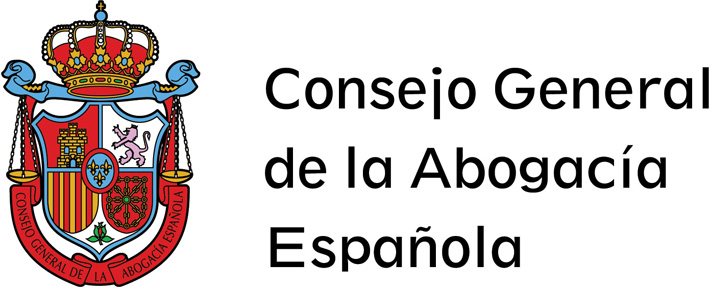 CONSEJO GENERAL DE LA ABOGACÍA ESPAÑOLA
Consejo General
de la Abogacía
Española